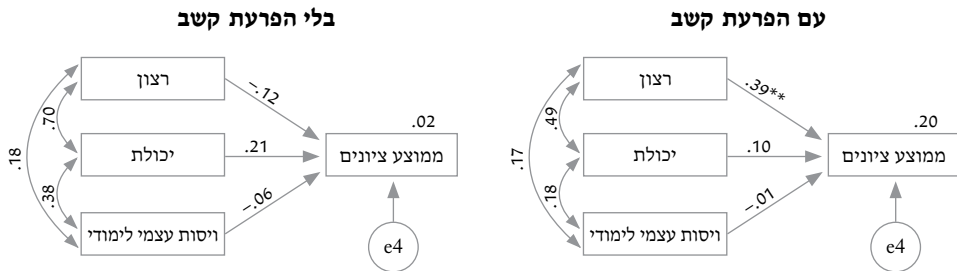 עם הפרעת קשב
רצון
.39**
.20
.49
.17
יכולת
.10
ממוצע ציונים
.18
-.01
ויסות עצמי לימודי
e4
בלי הפרעת קשב
רצון
-.12
.02
.70
.18
יכולת
.21
ממוצע ציונים
.38
-.06
ויסות עצמי לימודי
e4